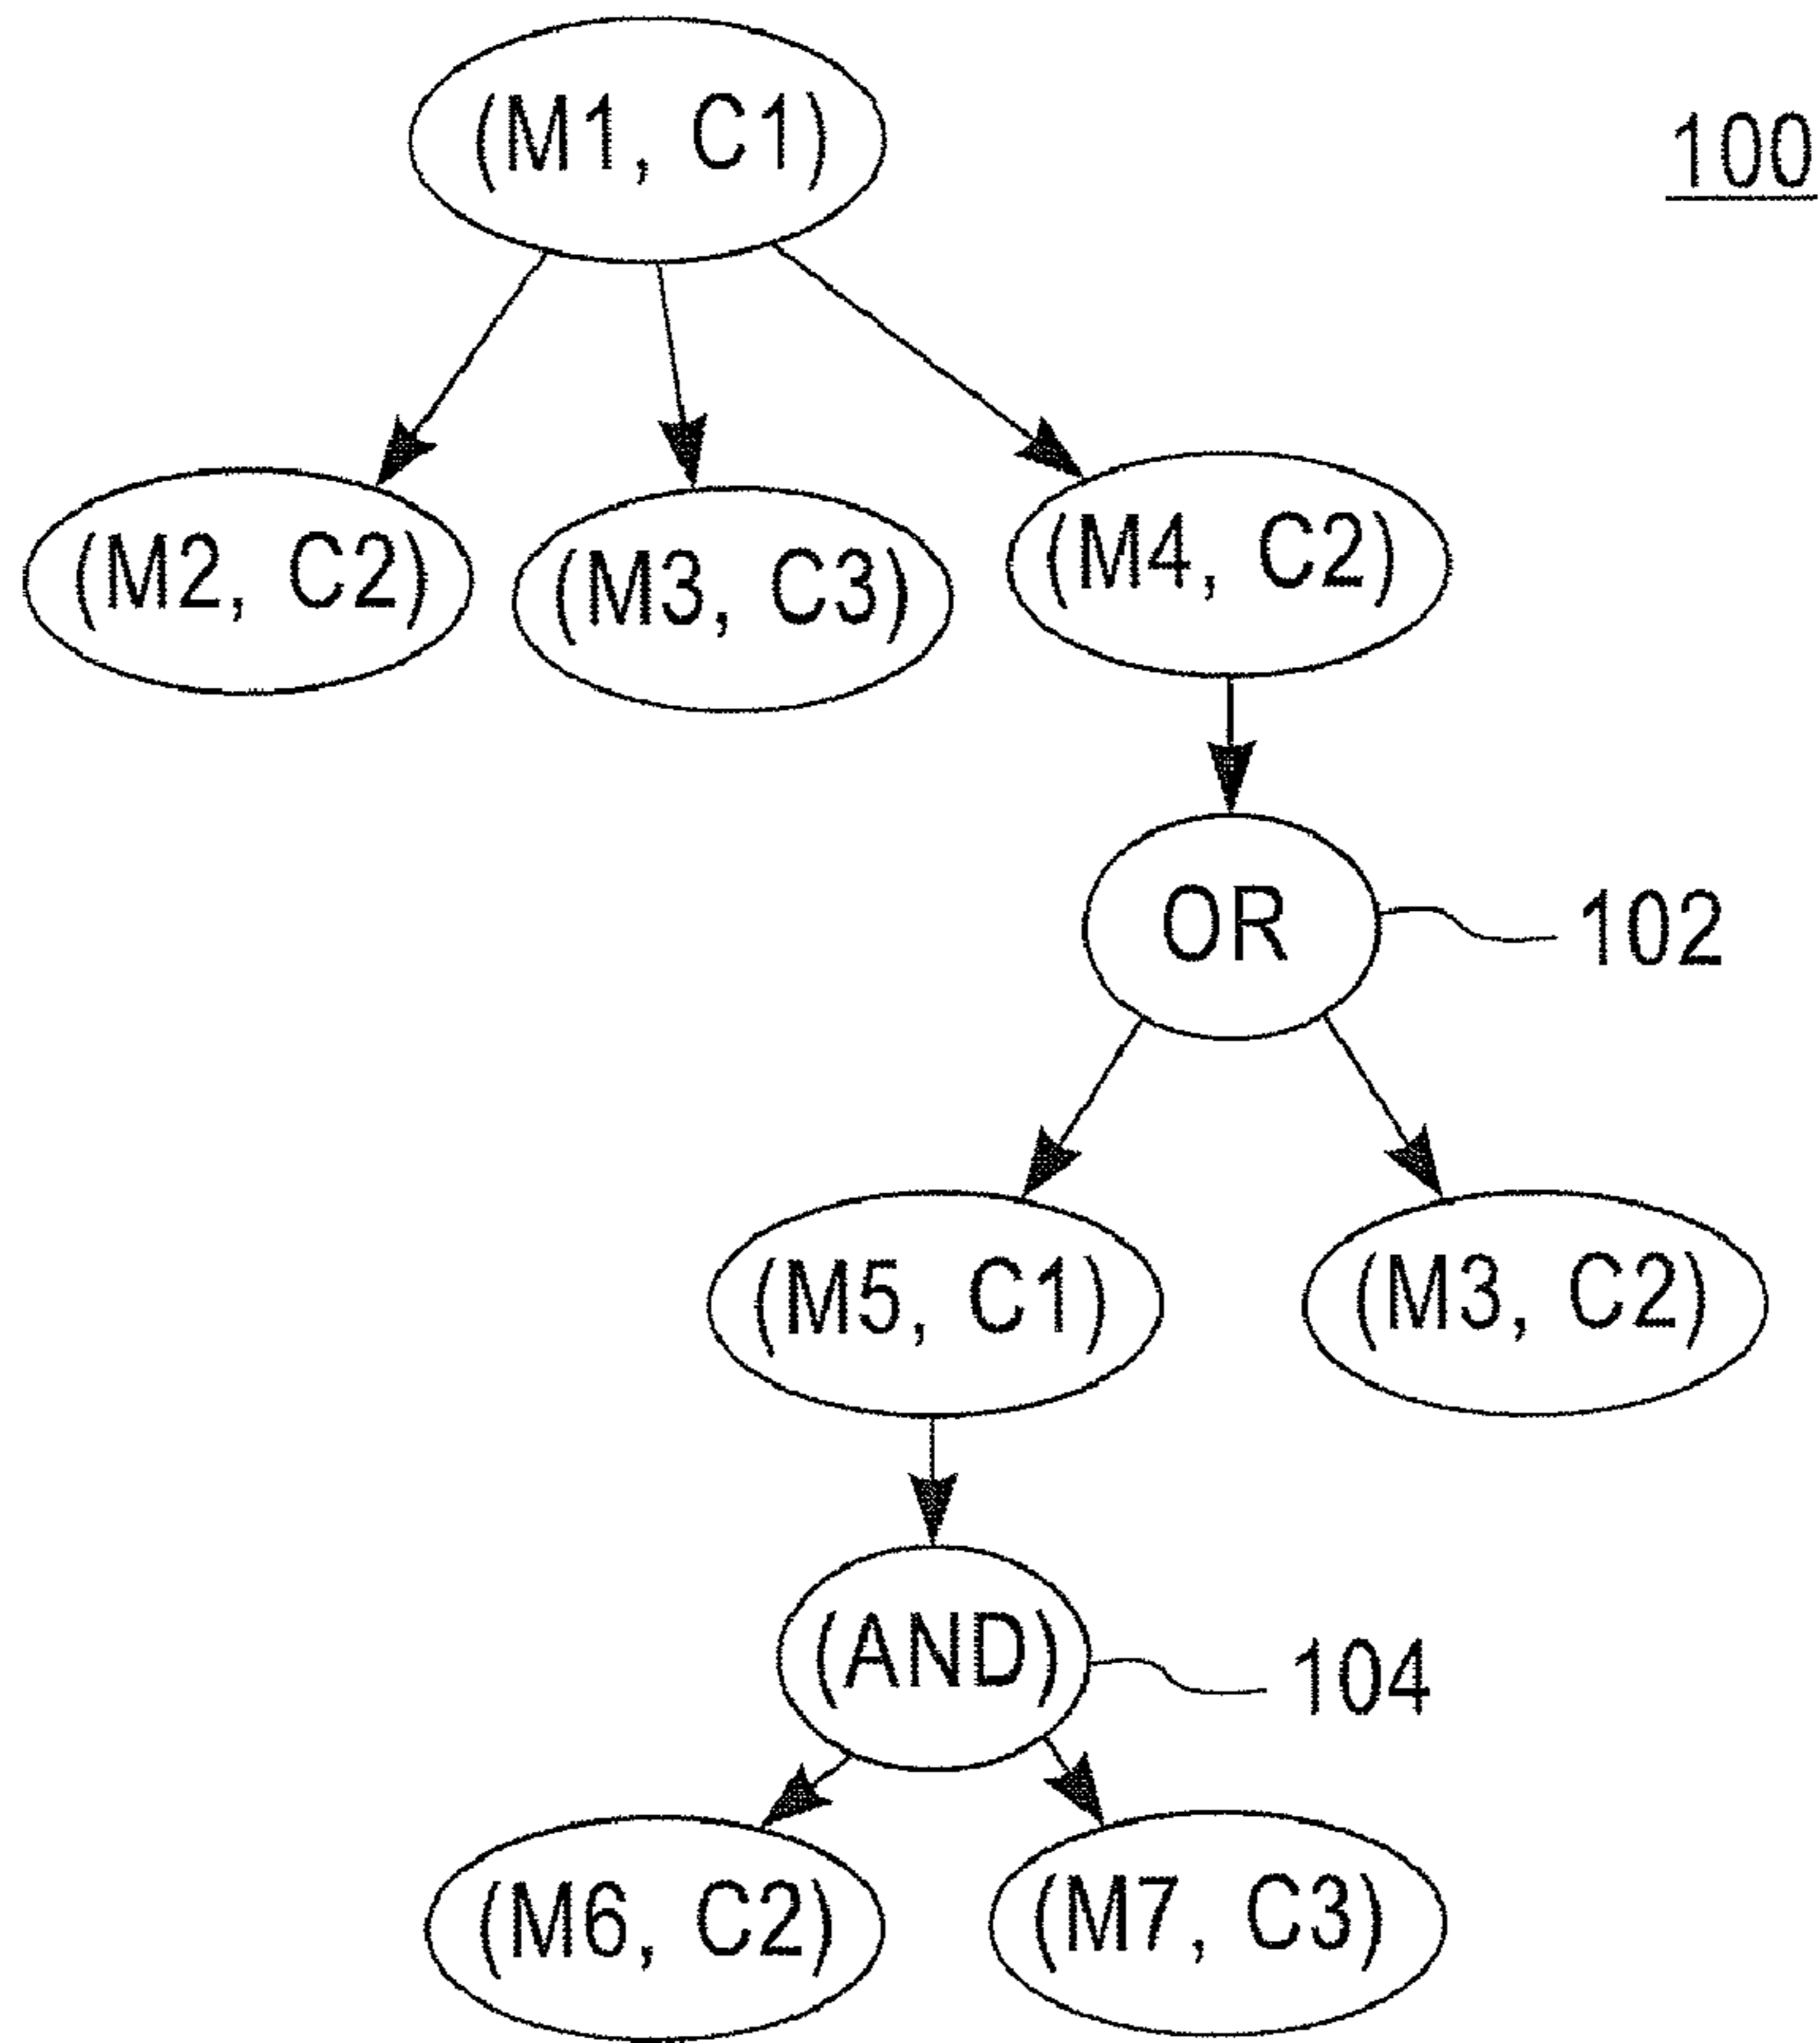 (M1, C1)
100
(M2, C2)
(M3, C3)
(M4, C2)
OR
102
(M5, C1)
(M3, C2)
(AND)
104
(M6, C2)
(M7, C3)